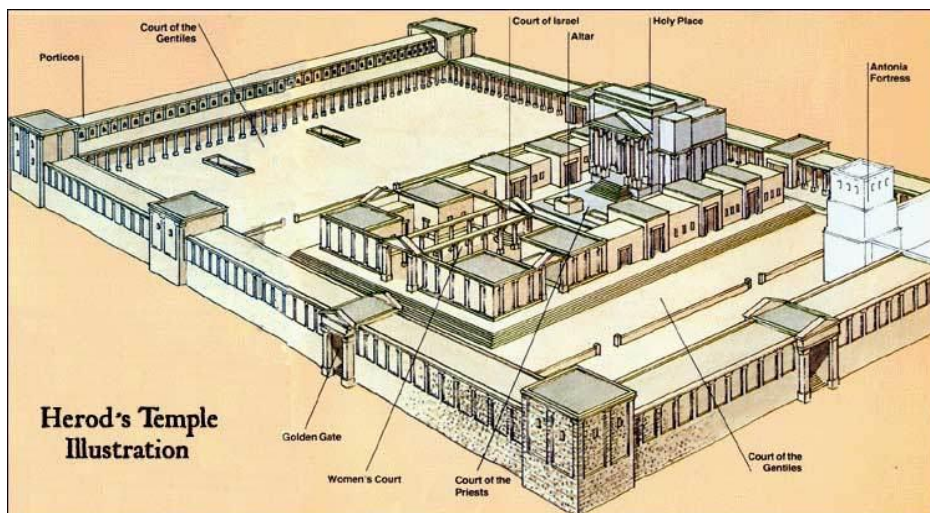 Court of the
Gentiles
Court of Israel
Holy Place
Altar
Porticos
Antonia
Fortress
Herod's Temple
Illustration
Golden Gate
Women's Court
Court of the
Priests
Court of the
Gentiles